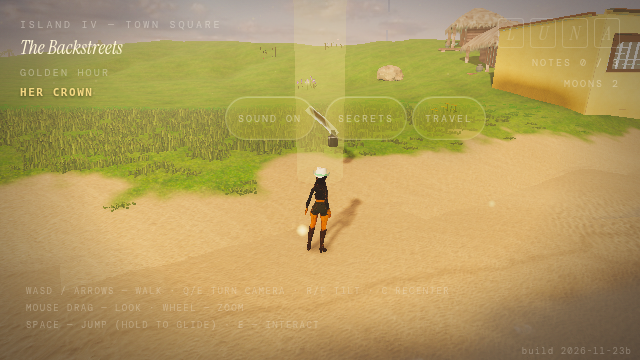 ISLAND IV — TOWN SQUARE
The Backstreets
GOLDEN HOUR
HER CROWN
LUNA
NOTES 0 /
MOONS 2
SOUND ON
SECRETS
TRAVEL
WASD / ARROWS — WALK · Q/E TURN CAMERA · R/F TILT ·
MOUSE DRAG — LOOK · WHEEL — ZOOM
SPACE — JUMP (HOLD TO GLIDE) · E — INTERACT
build 2026-11-23b